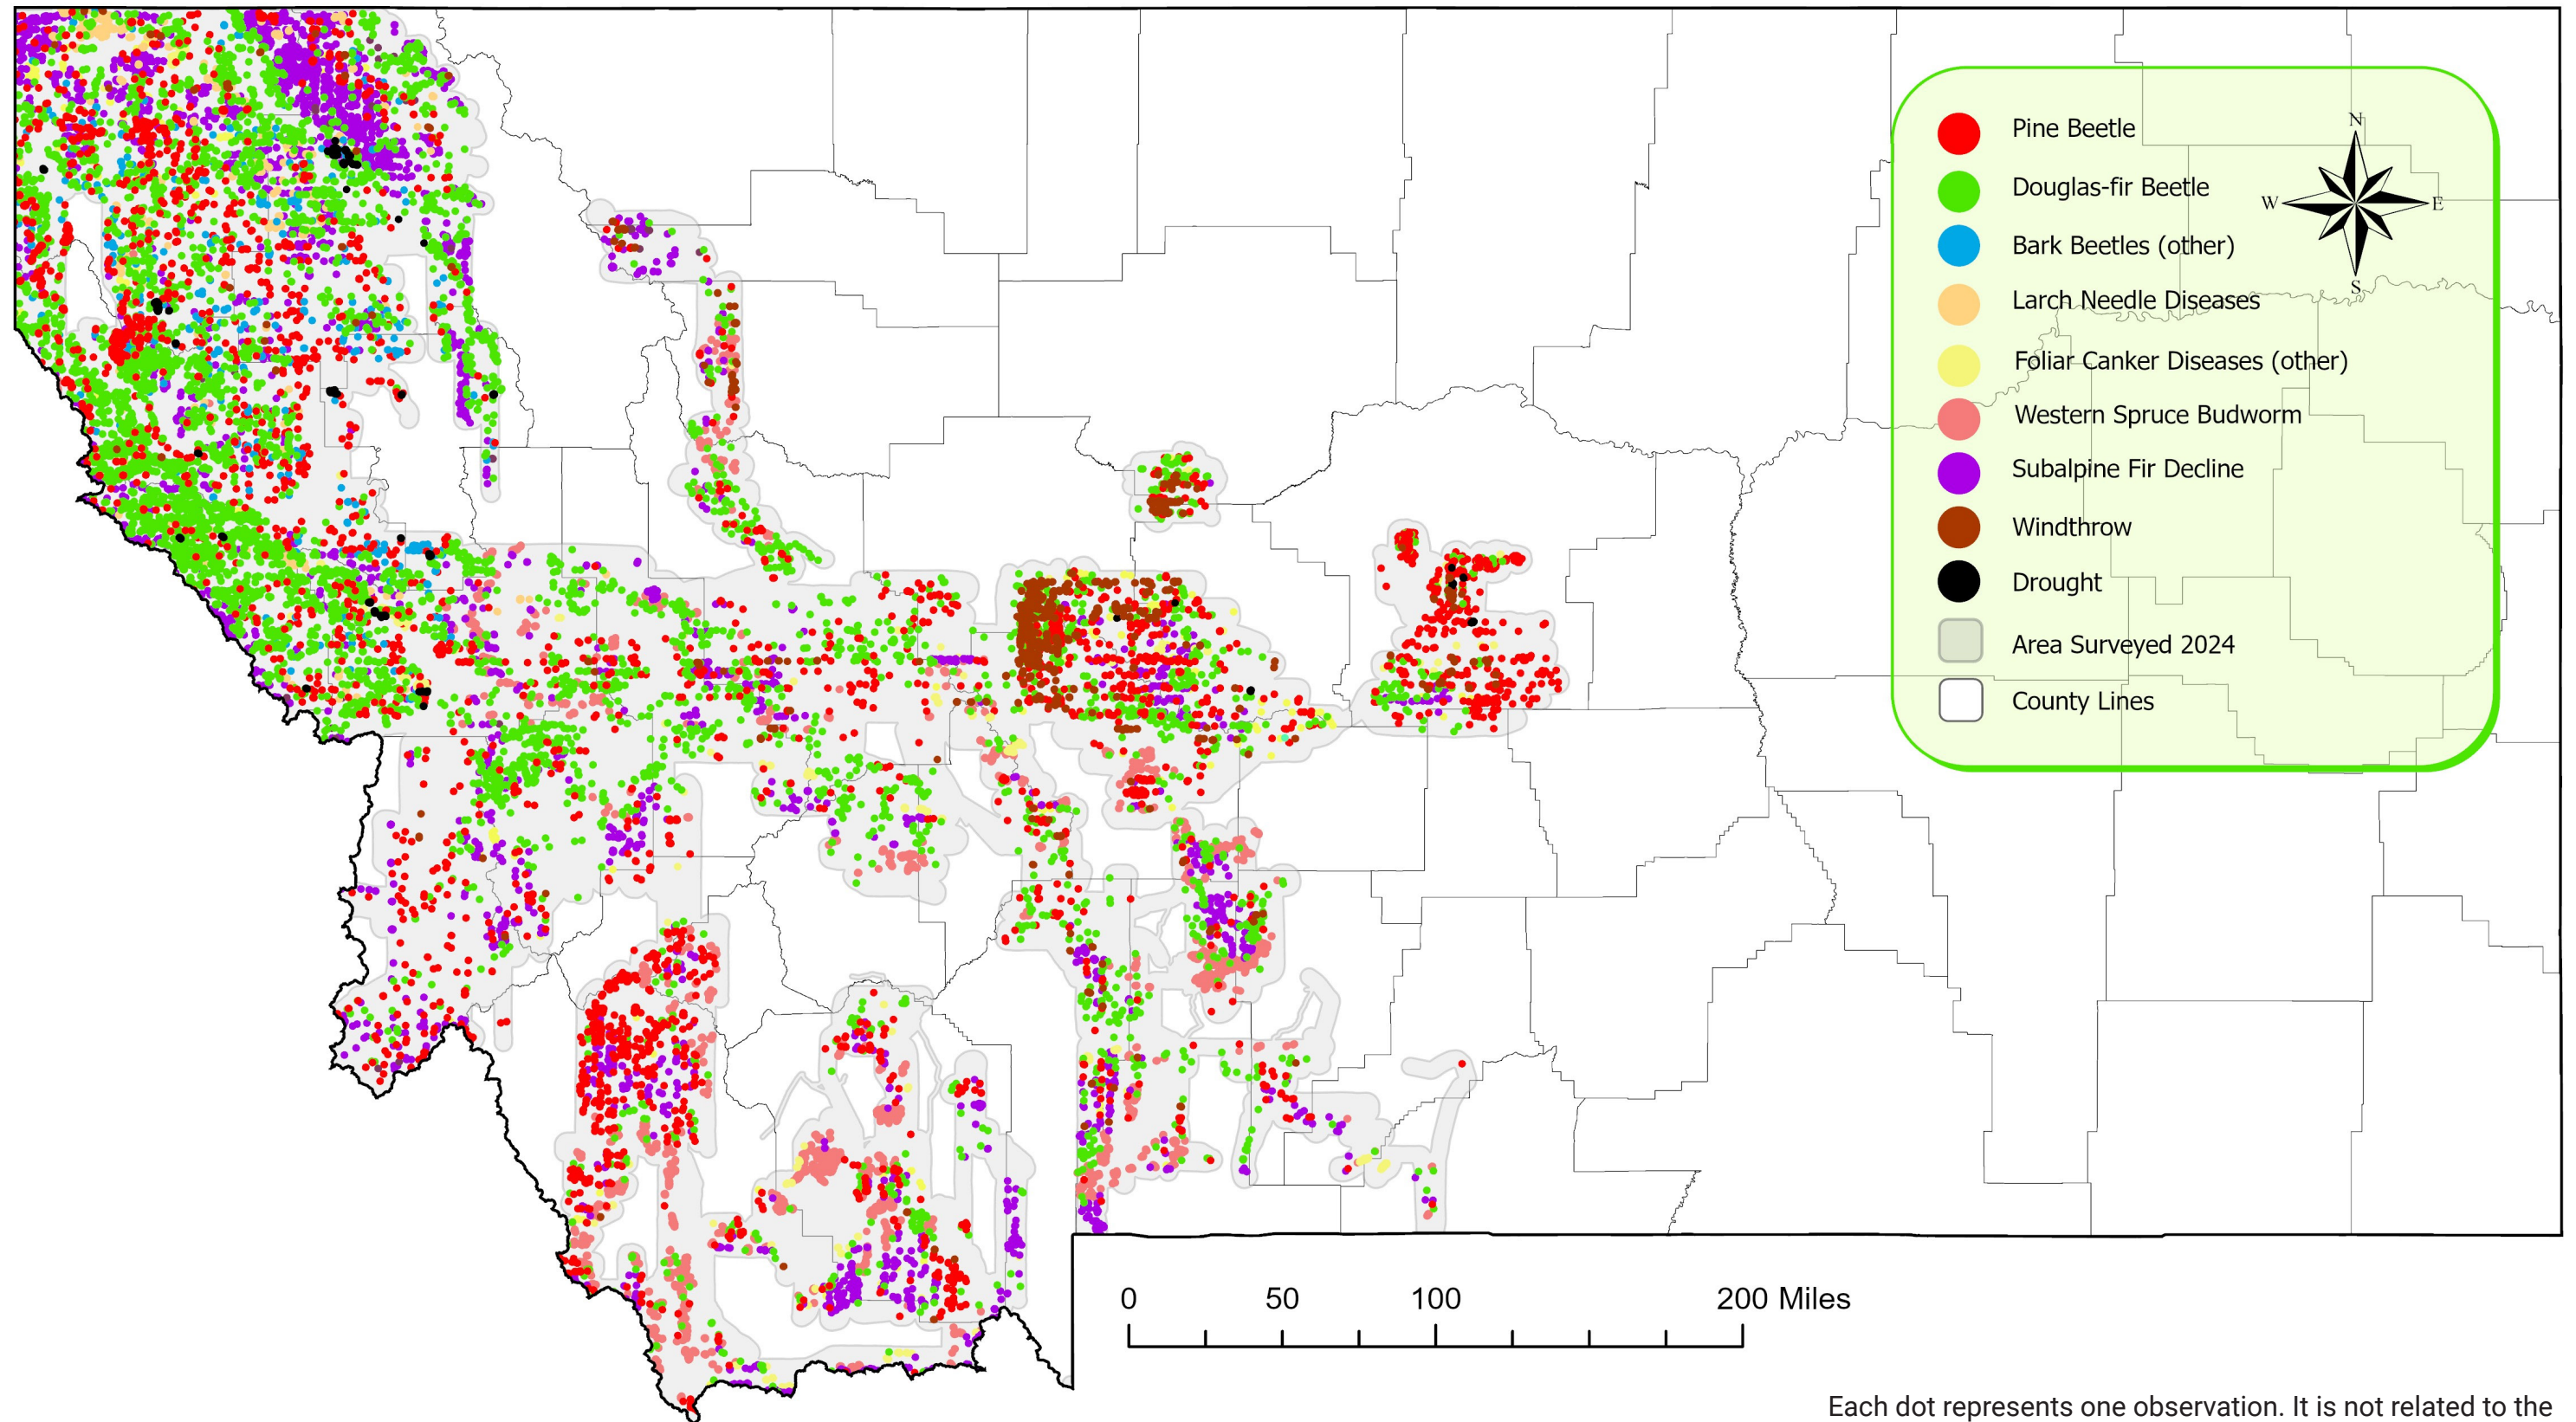 N
W E
S
Pine Beetle
Douglas-fir Beetle
Bark Beetles (other)
Larch Needle Diseases
Foliar Canker Diseases (other)
Western Spruce Budworm
Subalpine Fir Decline
Windthrow
Drought
Area Surveyed 2024
County Lines
0 50 100 200 Miles
Each dot represents one observation. It is not related to the